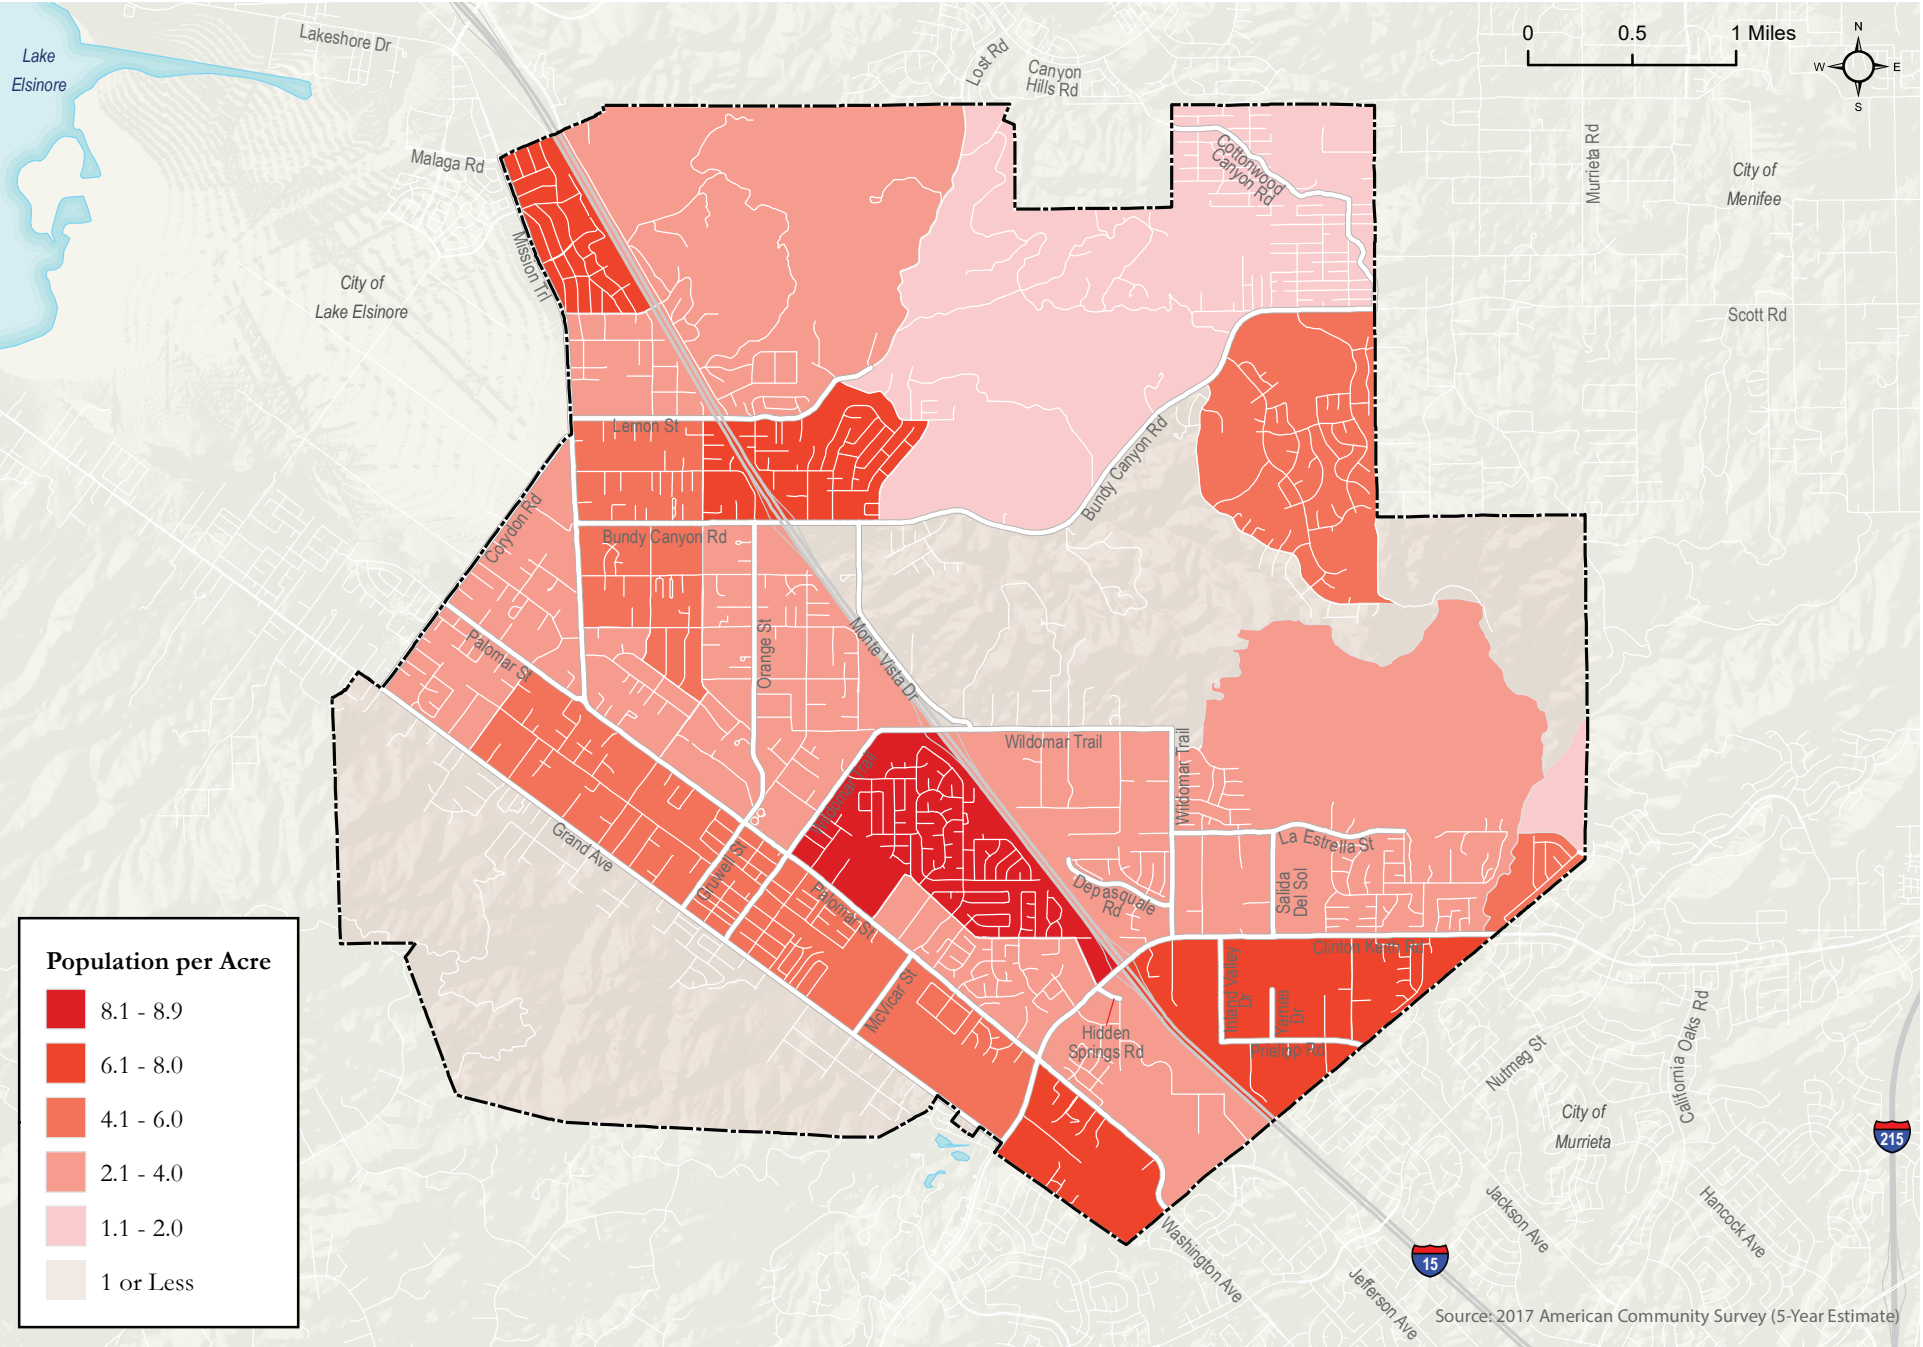 Lake
Elsinore
Lakeshore Dr
Lost Rd
Canyon
Hills Rd
0 0.5 1 Miles
N
W E
S
Malaga Rd
Cottonwood
Canyon Rd
Murrieta Rd
City of
Menifee
Mission Trl
City of
Lake Elsinore
Scott Rd
Lemon St
Bundy Canyon Rd
Corydon Rd
Bundy Canyon Rd
Palomar St
Orange St
Monte Vista Dr
Wildomar Trail
Wildomar Trail
Wildomar Trail
La Estrella St
Grand Ave
Gruwell St
Palomar St
Depasquale
Rd
Salida
Del Sol
Clinton Keith Rd
McVicar St
Inland Valley
Dr
Yamas
Dr
Hidden
Springs Rd
Prielipp Rd
Nutmeg St
California Oaks Rd
City of
Murrieta
215
Jackson Ave
Hancock Ave
Washington Ave
15
Jefferson Ave
Population per Acre
8.1 - 8.9
6.1 - 8.0
4.1 - 6.0
2.1 - 4.0
1.1 - 2.0
1 or Less
Source: 2017 American Community Survey (5-Year Estimate)